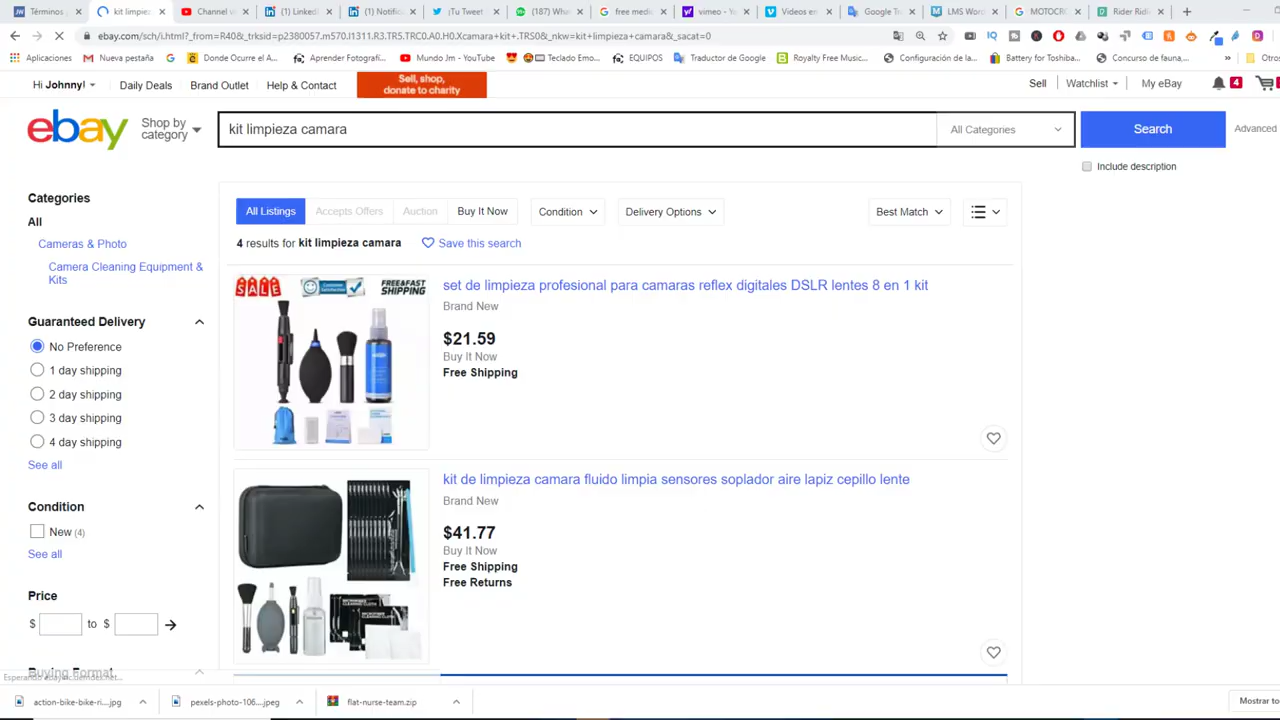 Términos
kit limpiez
Channel v
(1) Linked
(1) Notific
¡Tu Tweet
(187) Wha
free medic
vimeo - Yo
Videos en
Google Tra
LMS Word
MOTOCRO
Rider Ridi
ebay.com/sch/i.html?_from=R40&_trksid=p2380057.m570.l1311.R3.TR5.TRC0.A0.H0.Xcamara+kit+.TRS0&_nkw=kit+limpieza+camara&_sacat=0
Aplicaciones
Nueva pestaña
Donde Ocurre el A...
Aprender Fotografí...
Mundo Jm - YouTube
Teclado Emo...
EQUIPOS
Traductor de Google
Royalty Free Music...
Configuración de la...
Battery for Toshiba...
Concurso de fauna,...
»
Otros
Hi Johnny!
Daily Deals
Brand Outlet
Help & Contact
Sell, shop,
donate to charity
Sell
Watchlist
My eBay
4
ebay
Shop by
category
kit limpieza camara
All Categories
Search
Advanced
Include description
Categories
All
Cameras & Photo
Camera Cleaning Equipment &
Kits
Guaranteed Delivery
No Preference
1 day shipping
2 day shipping
3 day shipping
4 day shipping
See all
Condition
New (4)
See all
Price
$ to $
Buying Format
All Listings
Accepts Offers
Auction
Buy It Now
Condition
Delivery Options
Best Match
4 results for kit limpieza camara
Save this search
SALE
FREE&FAST
SHIPPING
set de limpieza profesional para camaras reflex digitales DSLR lentes 8 en 1 kit
Brand New
$21.59
Buy It Now
Free Shipping
kit de limpieza camara fluido limpia sensores soplador aire lapiz cepillo lente
Brand New
$41.77
Buy It Now
Free Shipping
Free Returns
action-bike-bike-ri....jpg
pexels-photo-106....jpeg
flat-nurse-team.zip
Mostrar to